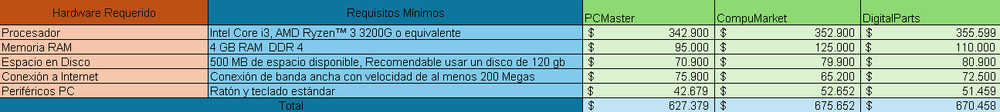 Hardware Requerido Requisitos Mínimos PCMaster CompuMarket DigitalParts
Procesador Intel Core i3, AMD Ryzen™ 3 3200G o equivalente $ 342.900 $ 352.900 $ 355.599
Memoria RAM 4 GB RAM DDR 4 $ 95.000 $ 125.000 $ 110.000
Espacio en Disco 500 MB de espacio disponible, Recomendable usar un disco de 120 gb $ 70.900 $ 79.900 $ 80.900
Conexión a Internet Conexión de banda ancha con velocidad de al menos 200 Megas $ 75.900 $ 65.200 $ 72.500
Periféricos PC Ratón y teclado estándar $ 42.679 $ 52.652 $ 51.459
Total $ 627.379 $ 675.652 $ 670.458